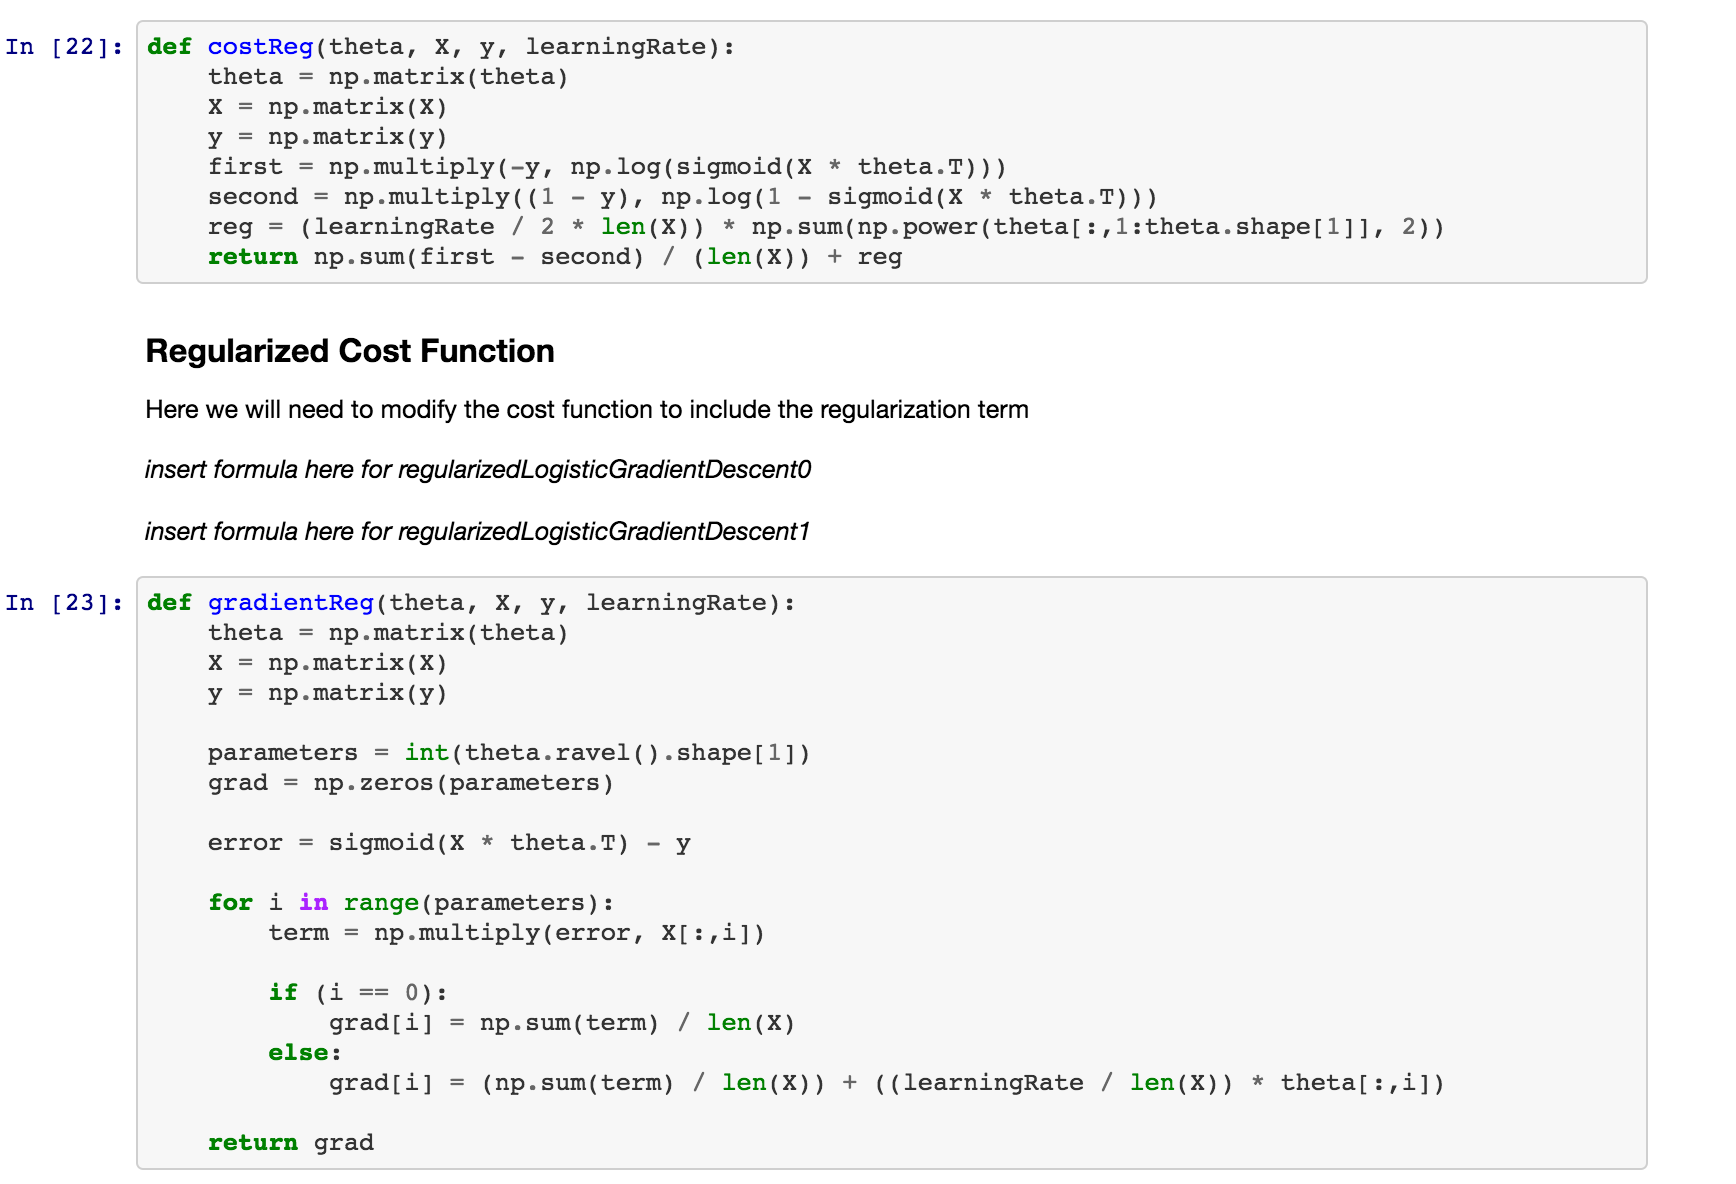 In [22]: def costReg(theta, X, y, learningRate):
    theta = np.matrix(theta)
    X = np.matrix(X)
    y = np.matrix(y)
    first = np.multiply(-y, np.log(sigmoid(X * theta.T)))
    second = np.multiply((1 - y), np.log(1 - sigmoid(X * theta.T)))
    reg = (learningRate / 2 * len(X)) * np.sum(np.power(theta[:,1:theta.shape[1]], 2))
    return np.sum(first - second) / (len(X)) + reg
Regularized Cost Function
Here we will need to modify the cost function to include the regularization term
insert formula here for regularizedLogisticGradientDescent0
insert formula here for regularizedLogisticGradientDescent1
In [23]: def gradientReg(theta, X, y, learningRate):
    theta = np.matrix(theta)
    X = np.matrix(X)
    y = np.matrix(y)
    parameters = int(theta.ravel().shape[1])
    grad = np.zeros(parameters)
    error = sigmoid(X * theta.T) - y
    for i in range(parameters):
        term = np.multiply(error, X[:,i])
        if (i == 0):
            grad[i] = np.sum(term) / len(X)
        else:
            grad[i] = (np.sum(term) / len(X)) + ((learningRate / len(X)) * theta[:,i])
    return grad